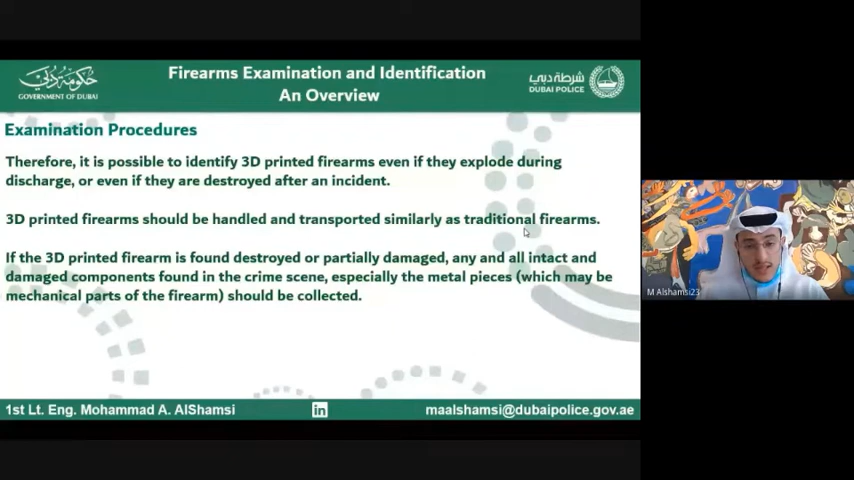 حكومة دبي
GOVERNMENT OF DUBAI
Firearms Examination and Identification
An Overview
شرطة دبي
DUBAI POLICE
Examination Procedures
Therefore, it is possible to identify 3D printed firearms even if they explode during
discharge, or even if they are destroyed after an incident.
3D printed firearms should be handled and transported similarly as traditional firearms.
If the 3D printed firearm is found destroyed or partially damaged, any and all intact and
damaged components found in the crime scene, especially the metal pieces (which may be
mechanical parts of the firearm) should be collected.
M Alshamsi23
1st Lt. Eng. Mohammad A. AlShamsi
in
maalshamsi@dubaipolice.gov.ae